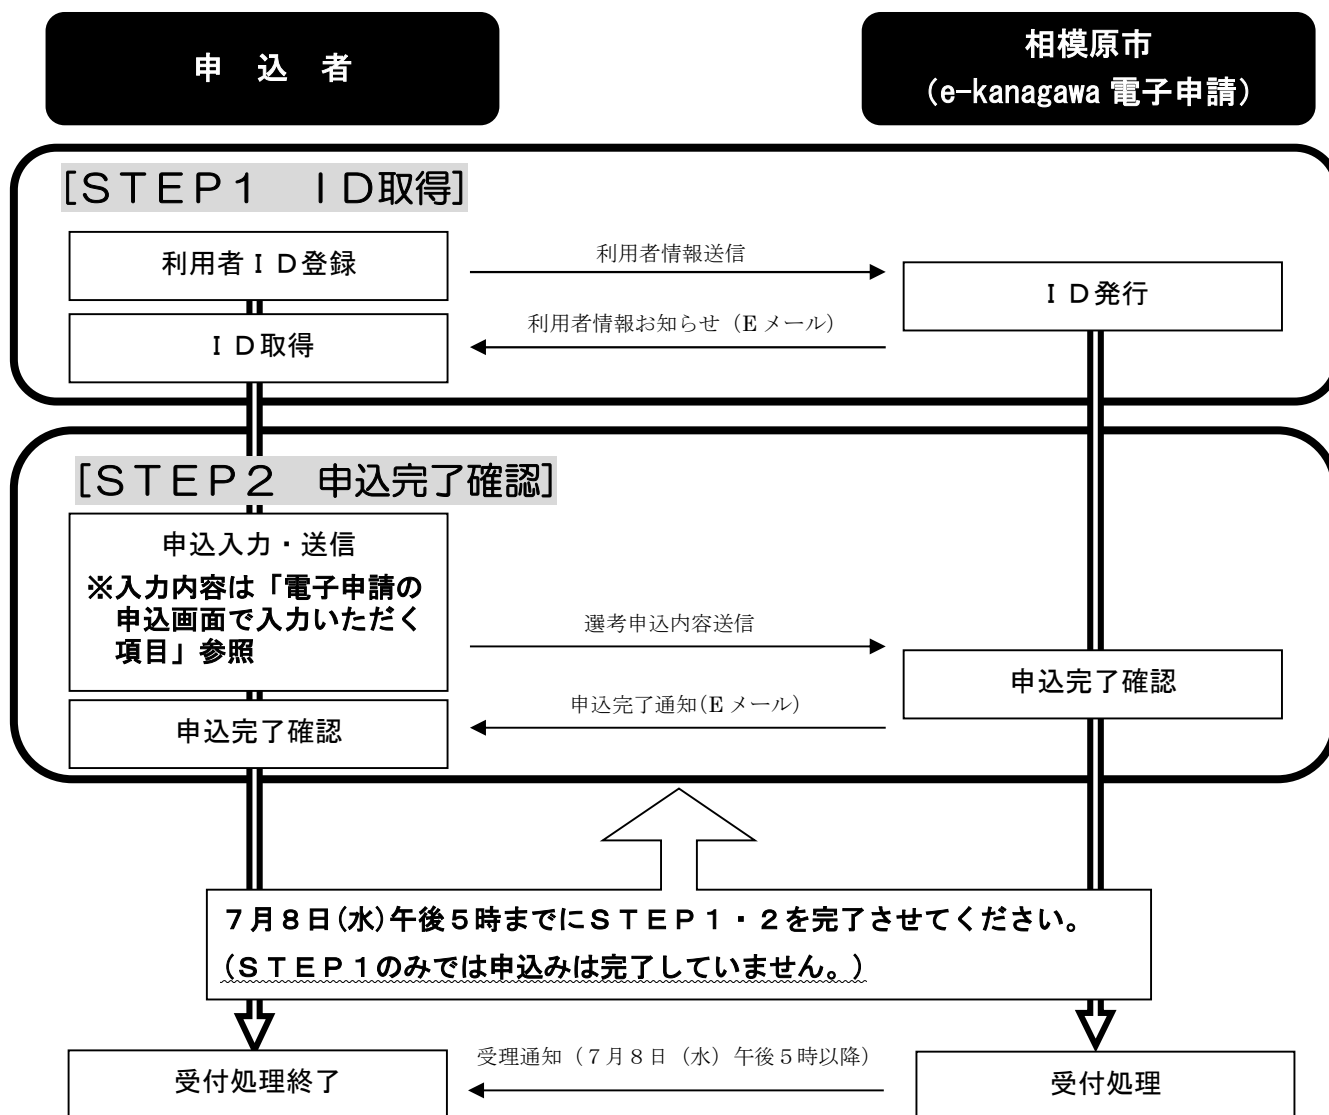 申　込　者
相模原市
（e-kanagawa 電子申請）
[ＳＴＥＰ１　ＩＤ取得]
利用者ＩＤ登録
利用者情報送信
ＩＤ発行
利用者情報お知らせ（E メール）
ＩＤ取得
[ＳＴＥＰ２　申込完了確認]
申込入力・送信
※入力内容は「電子申請の
申込画面で入力いただく
項目」参照
選考申込内容送信
申込完了確認
申込完了通知(E メール)
申込完了確認
７月８日(水)午後５時までにＳＴＥＰ１・２を完了させてください。
(ＳＴＥＰ１のみでは申込みは完了していません。)
受理通知（７月８日（水）午後５時以降）
受付処理終了
受付処理